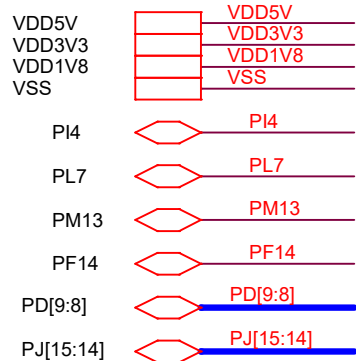 VDD5V VDD5V
VDD3V3 VDD3V3
VDD1V8 VDD1V8
VSS VSS
PI4 PI4
PL7 PL7
PM13 PM13
PF14 PF14
PD[9:8] PD[9:8]
PJ[15:14] PJ[15:14]